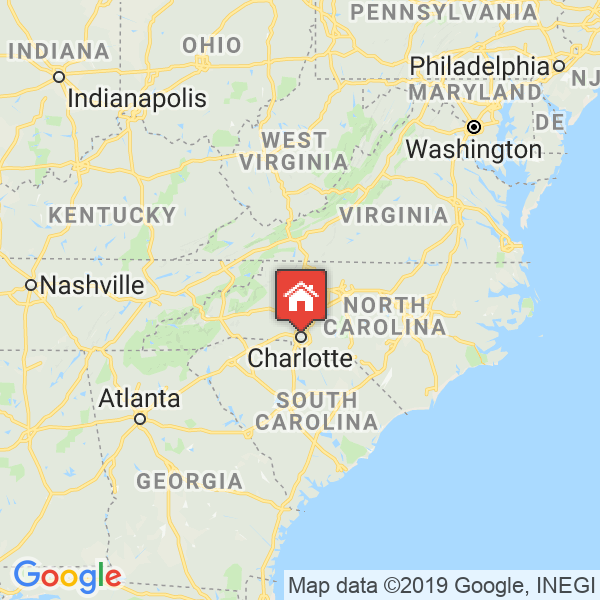 PENNSYLVANIA
OHIO
INDIANA
Philadelphia
NJ
Indianapolis
MARYLAND
DE
WEST
VIRGINIA
Washington
KENTUCKY
VIRGINIA
Nashville
NORTH
CAROLINA
Charlotte
Atlanta
SOUTH
CAROLINA
GEORGIA
Google
Map data ©2019 Google, INEGI